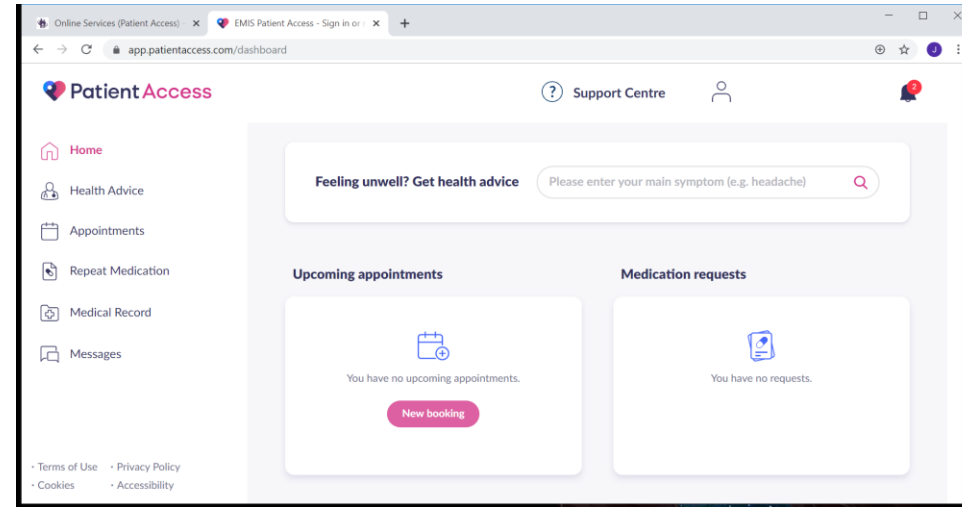 Online Services (Patient Access)
EMIS Patient Access - Sign in or
app.patientaccess.com/dashboard
J
Patient Access
? Support Centre
2
Home
Health Advice
Appointments
Repeat Medication
Medical Record
Messages
Feeling unwell? Get health advice
Please enter your main symptom (e.g. headache)
Upcoming appointments
You have no upcoming appointments.
New booking
Medication requests
You have no requests.
· Terms of Use · Privacy Policy
· Cookies · Accessibility